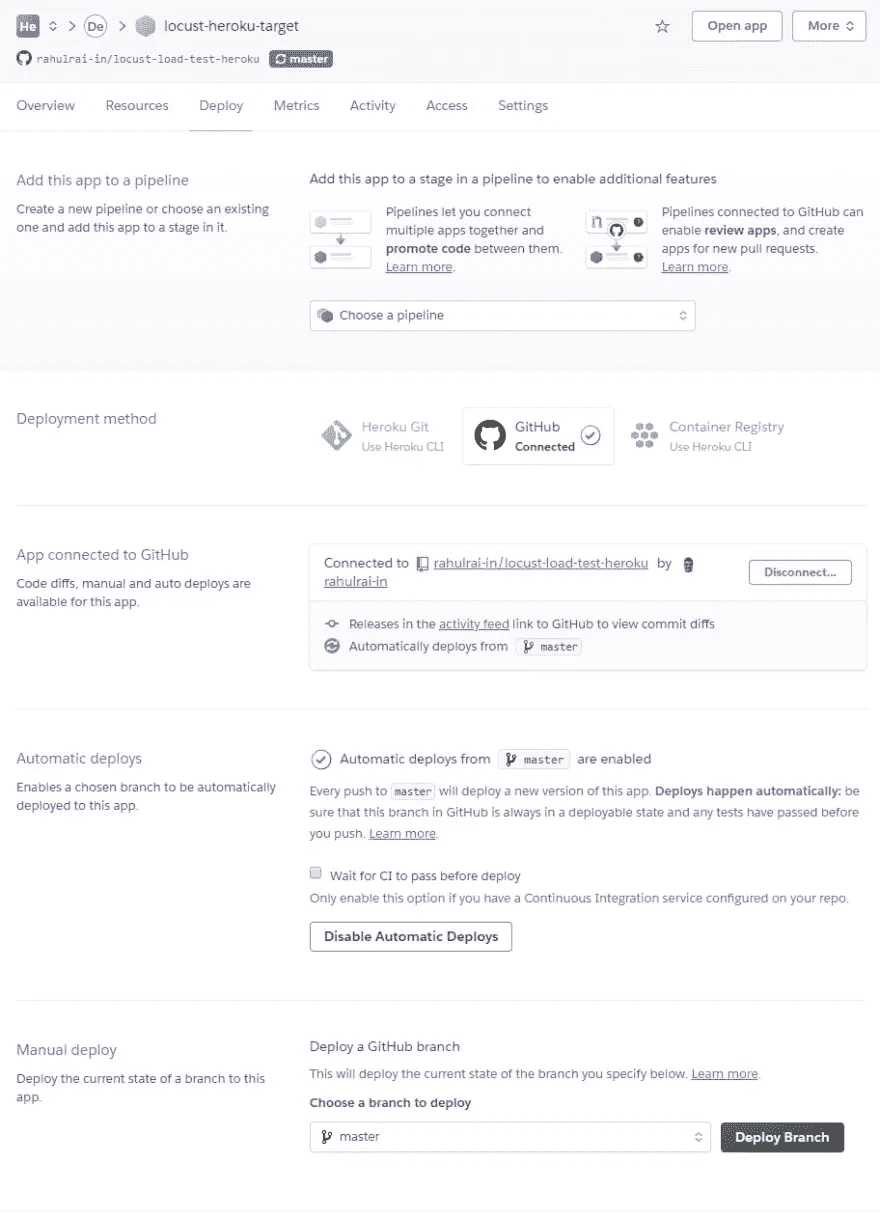 He De locust-heroku-target Open app More
rahulrai-in/locust-load-test-heroku master
Overview Resources Deploy Metrics Activity Access Settings
Add this app to a pipeline
Create a new pipeline or choose an existing
one and add this app to a stage in it.
Add this app to a stage in a pipeline to enable additional features
Pipelines let you connect
multiple apps together and
promote code between them.
Learn more.
Pipelines connected to GitHub can
enable review apps, and create
apps for new pull requests.
Learn more.
Choose a pipeline
Deployment method
Heroku Git
Use Heroku CLI
GitHub
Connected
Container Registry
Use Heroku CLI
App connected to GitHub
Code diffs, manual and auto deploys are
available for this app.
Connected to rahulrai-in/locust-load-test-heroku by
rahulrai-in
Disconnect...
Releases in the activity feed link to GitHub to view commit diffs
Automatically deploys from master
Automatic deploys
Enables a chosen branch to be automatically
deployed to this app.
Automatic deploys from master are enabled
Every push to master will deploy a new version of this app. Deploys happen automatically: be
sure that this branch in GitHub is always in a deployable state and any tests have passed before
you push. Learn more.
Wait for CI to pass before deploy
Only enable this option if you have a Continuous Integration service configured on your repo.
Disable Automatic Deploys
Manual deploy
Deploy the current state of a branch to this
app.
Deploy a GitHub branch
This will deploy the current state of the branch you specify below. Learn more.
Choose a branch to deploy
master
Deploy Branch